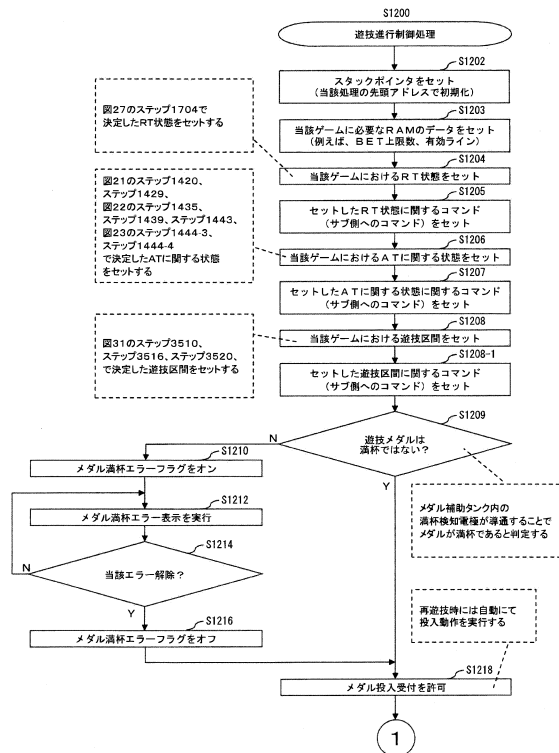 S1200
遊技進行制御処理
S1202
スタックポインタをセット
(当該処理の先頭アドレスで初期化)
S1203
当該ゲームに必要なRAMのデータをセット
(例えば、BET上限数、有効ライン)
図27のステップ1704で
決定したRT状態をセットする
S1204
当該ゲームにおけるRT状態をセット
S1205
セットしたRT状態に関するコマンド
(サブ側へのコマンド)をセット
図21のステップ1420、
ステップ1429、
図22のステップ1435、
ステップ1439、ステップ1443、
図23のステップ1444-3、
ステップ1444-4
で決定したATに関する状態
をセットする
S1206
当該ゲームにおけるATに関する状態をセット
S1207
セットしたATに関する状態に関するコマンド
(サブ側へのコマンド)をセット
S1208
当該ゲームにおける遊技区間をセット
図31のステップ3510、
ステップ3516、ステップ3520、
で決定した遊技区間をセットする
S1208-1
セットした遊技区間に関するコマンド
(サブ側へのコマンド)をセット
S1209
遊技メダルは
満杯ではない?
N
Y
S1210
メダル満杯エラーフラグをオン
メダル補助タンク内の
満杯検知電極が導通することで
メダルが満杯であると判定する
S1212
メダル満杯エラー表示を実行
S1214
当該エラー解除?
N
Y
S1216
メダル満杯エラーフラグをオフ
再遊技時には自動にて
投入動作を実行する
S1218
メダル投入受付を許可
1